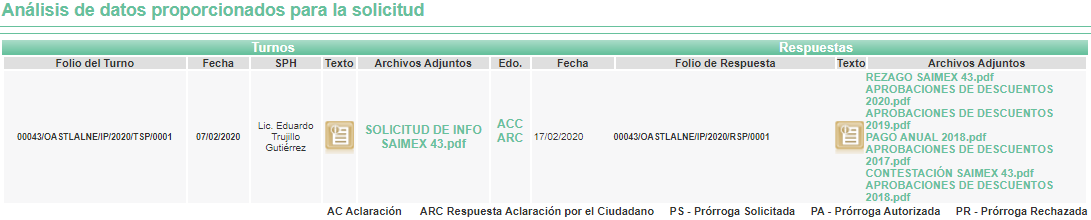 Análisis de datos proporcionados para la solicitud
Turnos Respuestas
Folio del Turno Fecha SPH Texto Archivos Adjuntos Edo. Fecha Folio de Respuesta Texto Archivos Adjuntos
00043/OASTLALNE/IP/2020/TSP/0001 07/02/2020
Lic. Eduardo
Trujillo
Gutiérrez
SOLICITUD DE INFO
SAIMEX 43.pdf
ACC
ARC
17/02/2020 00043/OASTLALNE/IP/2020/RSP/0001
REZAGO SAIMEX 43.pdf
APROBACIONES DE DESCUENTOS
2020.pdf
APROBACIONES DE DESCUENTOS
2019.pdf
PAGO ANUAL 2018.pdf
APROBACIONES DE DESCUENTOS
2017.pdf
CONTESTACIÓN SAIMEX 43.pdf
APROBACIONES DE DESCUENTOS
2018.pdf
AC Aclaración ARC Respuesta Aclaración por el Ciudadano PS - Prórroga Solicitada PA - Prórroga Autorizada PR - Prórroga Rechazada